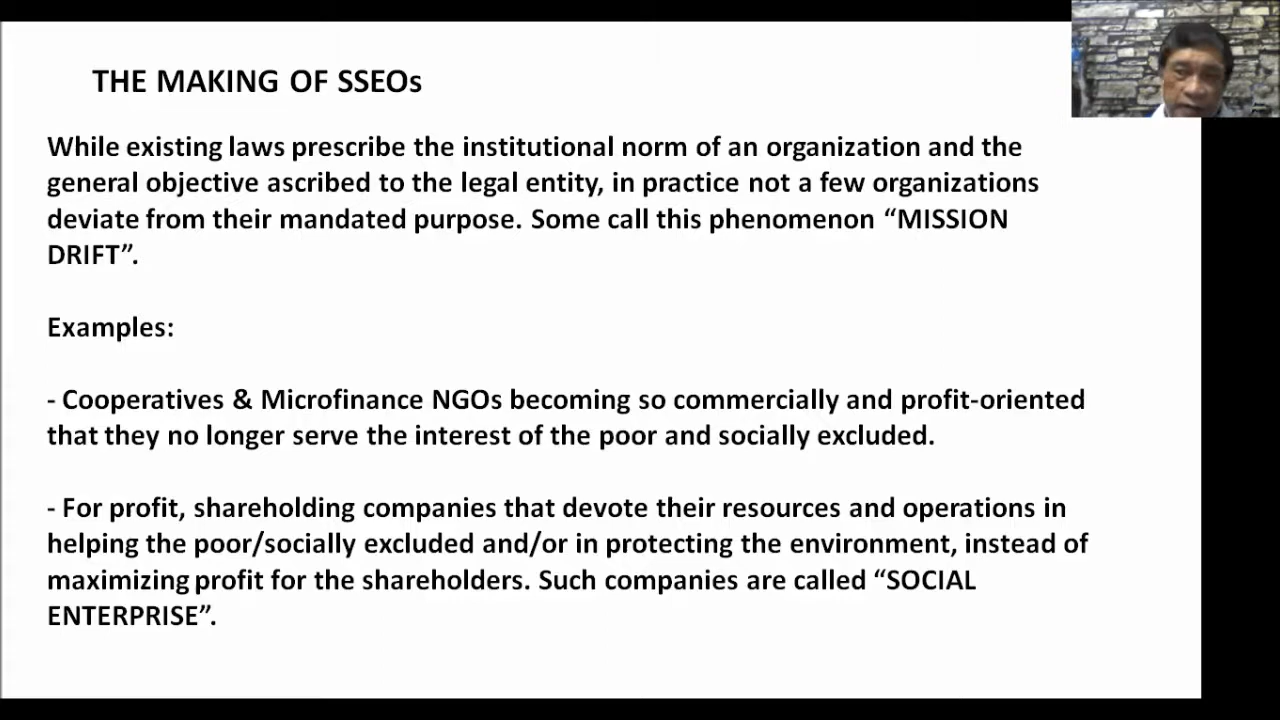 THE MAKING OF SSEOs
While existing laws prescribe the institutional norm of an organization and the
general objective ascribed to the legal entity, in practice not a few organizations
deviate from their mandated purpose. Some call this phenomenon “MISSION
DRIFT”.
Examples:
- Cooperatives & Microfinance NGOs becoming so commercially and profit-oriented
that they no longer serve the interest of the poor and socially excluded.
- For profit, shareholding companies that devote their resources and operations in
helping the poor/socially excluded and/or in protecting the environment, instead of
maximizing profit for the shareholders. Such companies are called “SOCIAL
ENTERPRISE”.